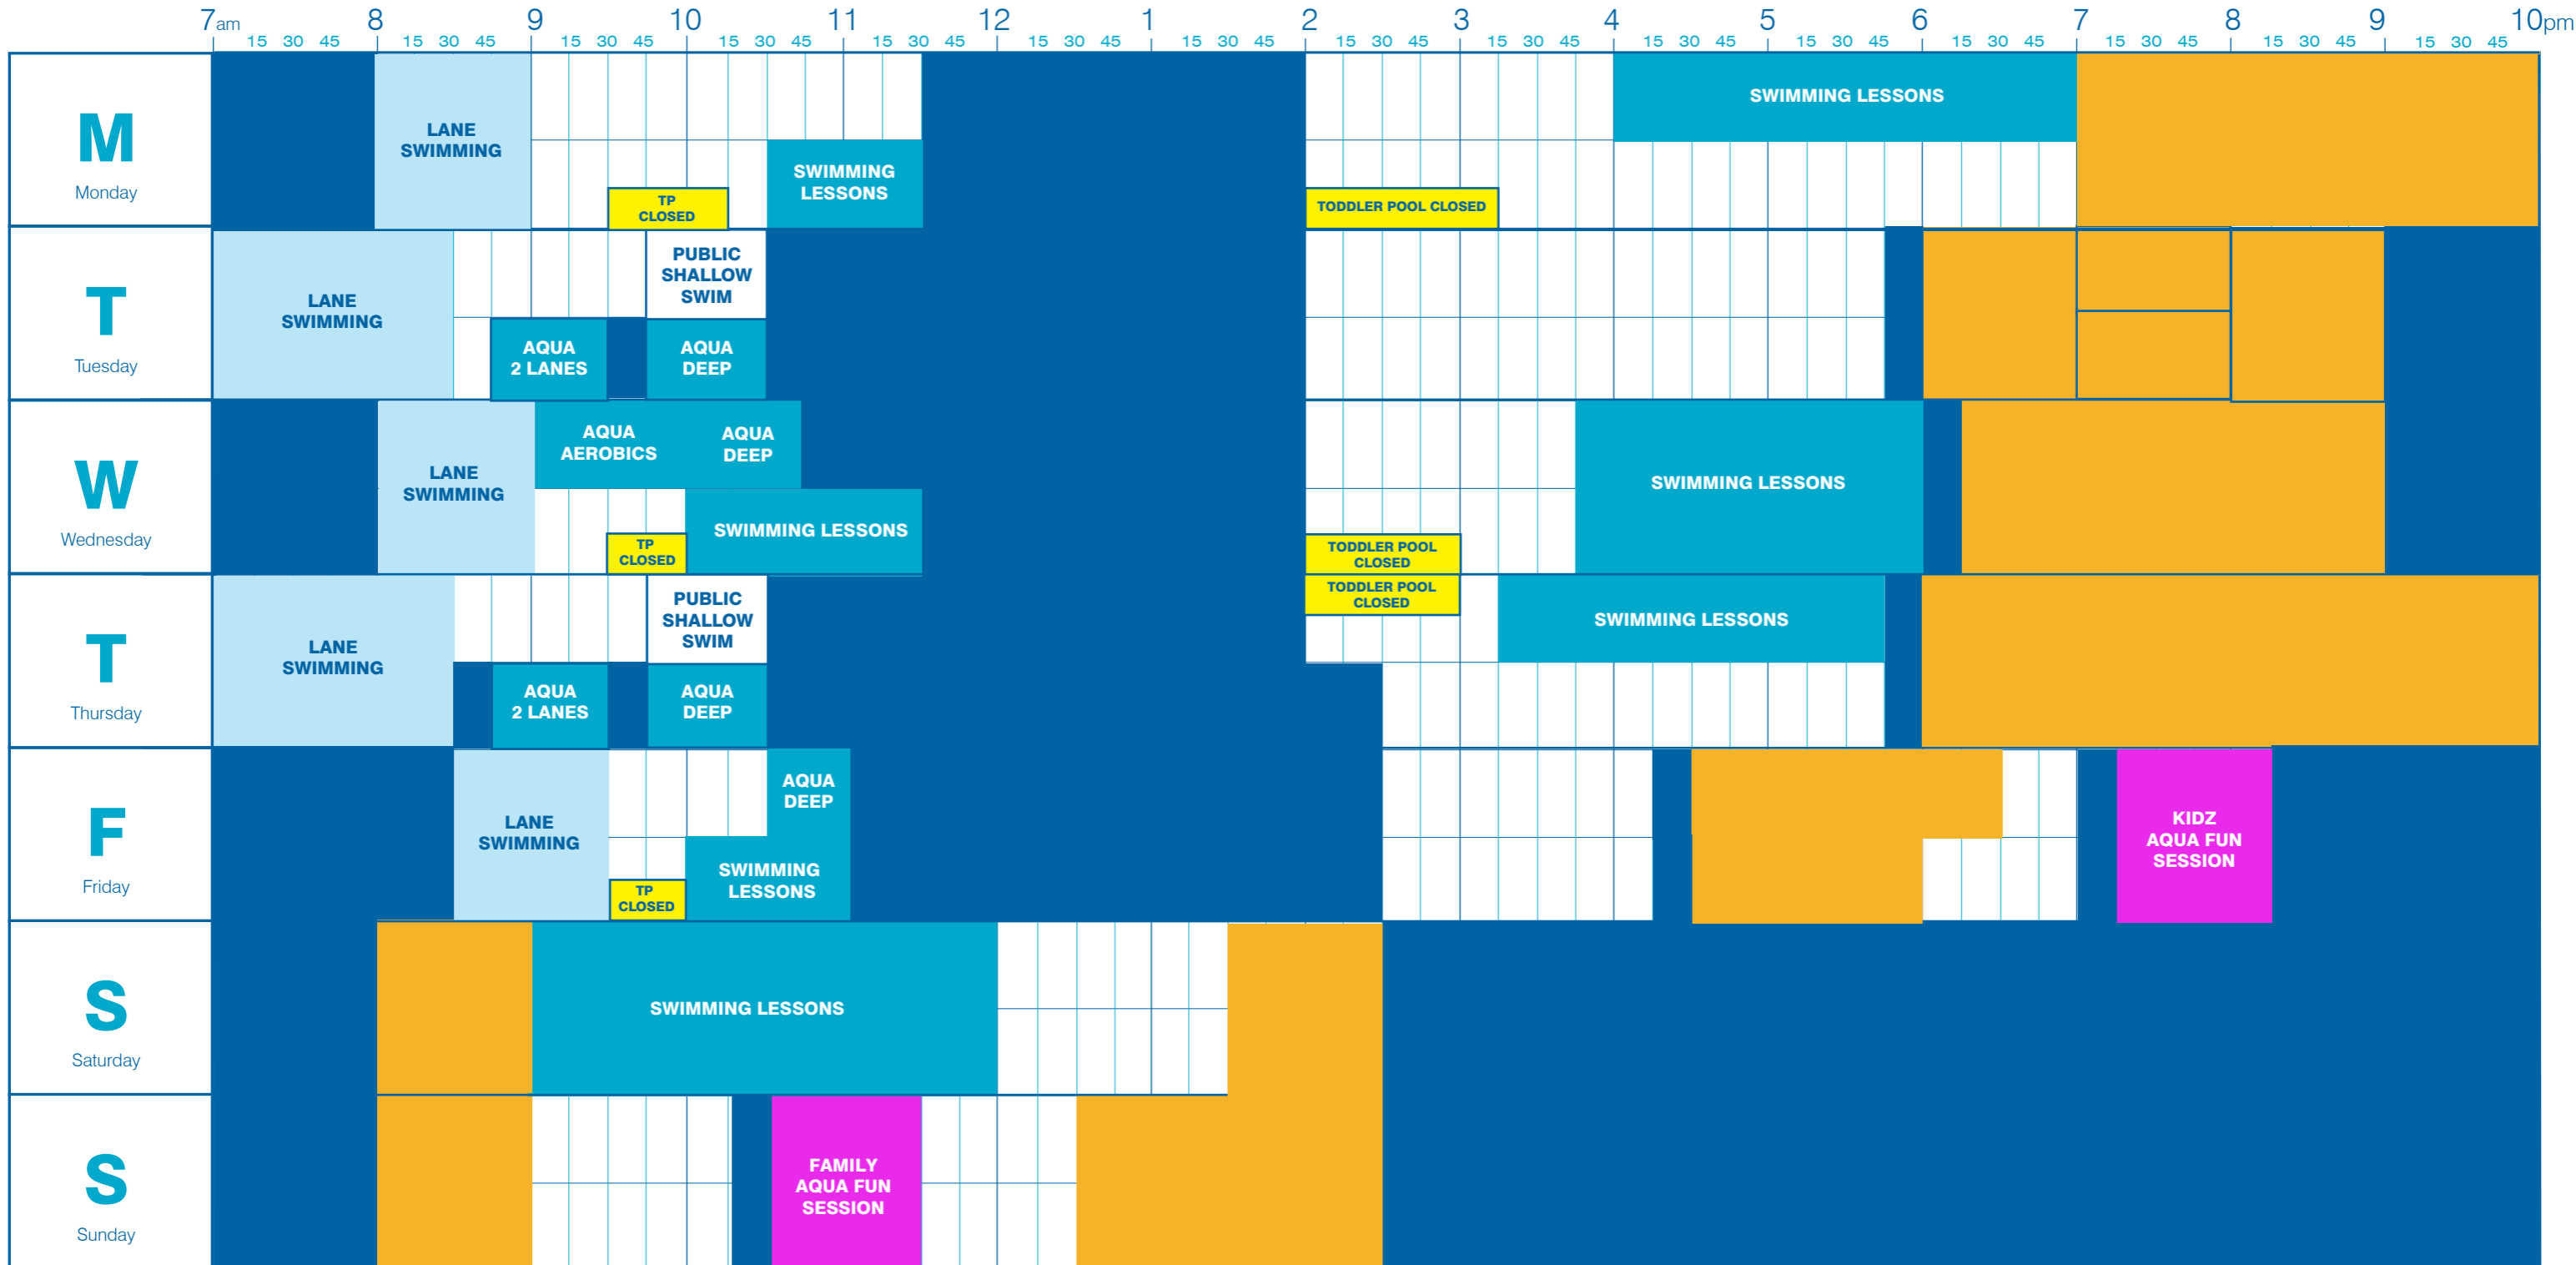 7am 8 9 10 11 12 1 2 3 4 5 6 7 8 9 10pm
15 30 45 15 30 45 15 30 45 15 30 45 15 30 45 15 30 45 15 30 45 15 30 45 15 30 45 15 30 45 15 30 45 15 30 45 15 30 45 15 30 45 15 30 45
M
Monday
LANE
SWIMMING
TP
CLOSED
SWIMMING
LESSONS
TODDLER POOL CLOSED
SWIMMING LESSONS
T
Tuesday
LANE
SWIMMING
AQUA
2 LANES
PUBLIC
SHALLOW
SWIM
AQUA
DEEP
W
Wednesday
LANE
SWIMMING
AQUA
AEROBICS
AQUA
DEEP
TP
CLOSED
SWIMMING LESSONS
TODDLER POOL
CLOSED
SWIMMING LESSONS
T
Thursday
LANE
SWIMMING
AQUA
2 LANES
PUBLIC
SHALLOW
SWIM
AQUA
DEEP
TODDLER POOL
CLOSED
SWIMMING LESSONS
F
Friday
LANE
SWIMMING
TP
CLOSED
AQUA
DEEP
SWIMMING
LESSONS
KIDZ
AQUA FUN
SESSION
S
Saturday
SWIMMING LESSONS
S
Sunday
FAMILY
AQUA FUN
SESSION